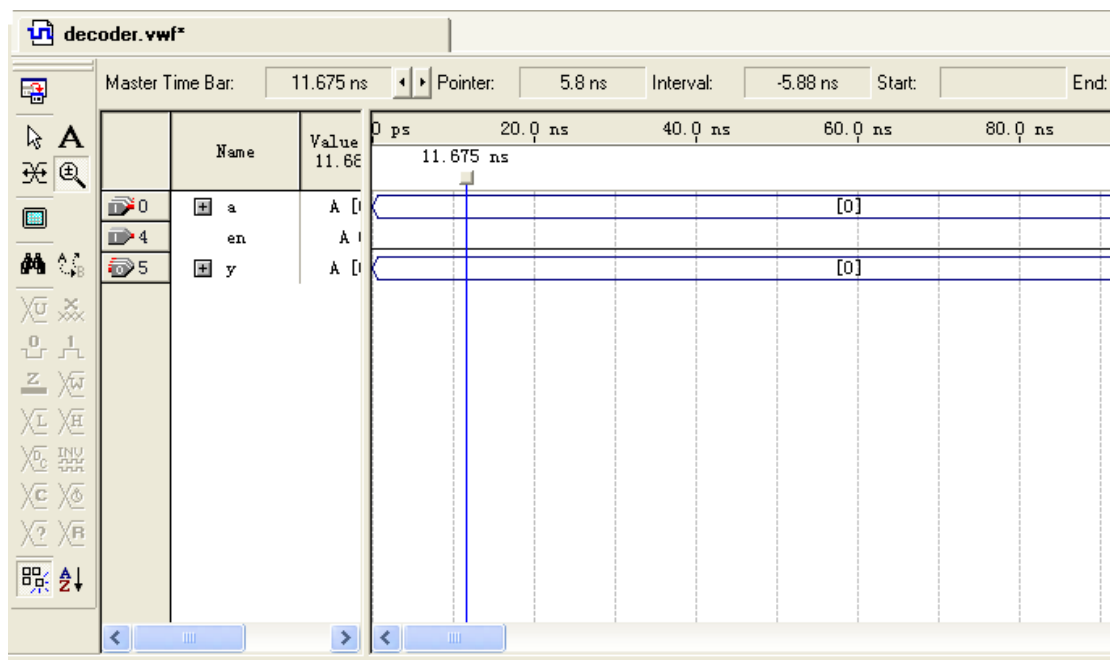 decoder.vwf*
Master Time Bar: 11.675 ns Pointer: 5.8 ns Interval: -5.88 ns Start: End:
Name Value 11.68
0 ps 20.0 ns 40.0 ns 60.0 ns 80.0 ns
11.675 ns
0 a A [0] 
4 en A
5 y A [0]